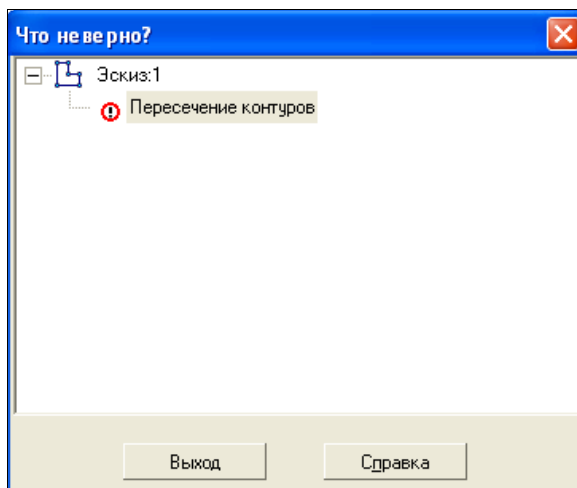 Что неверно?
Эскиз:1
Пересечение контуров
Выход Справка